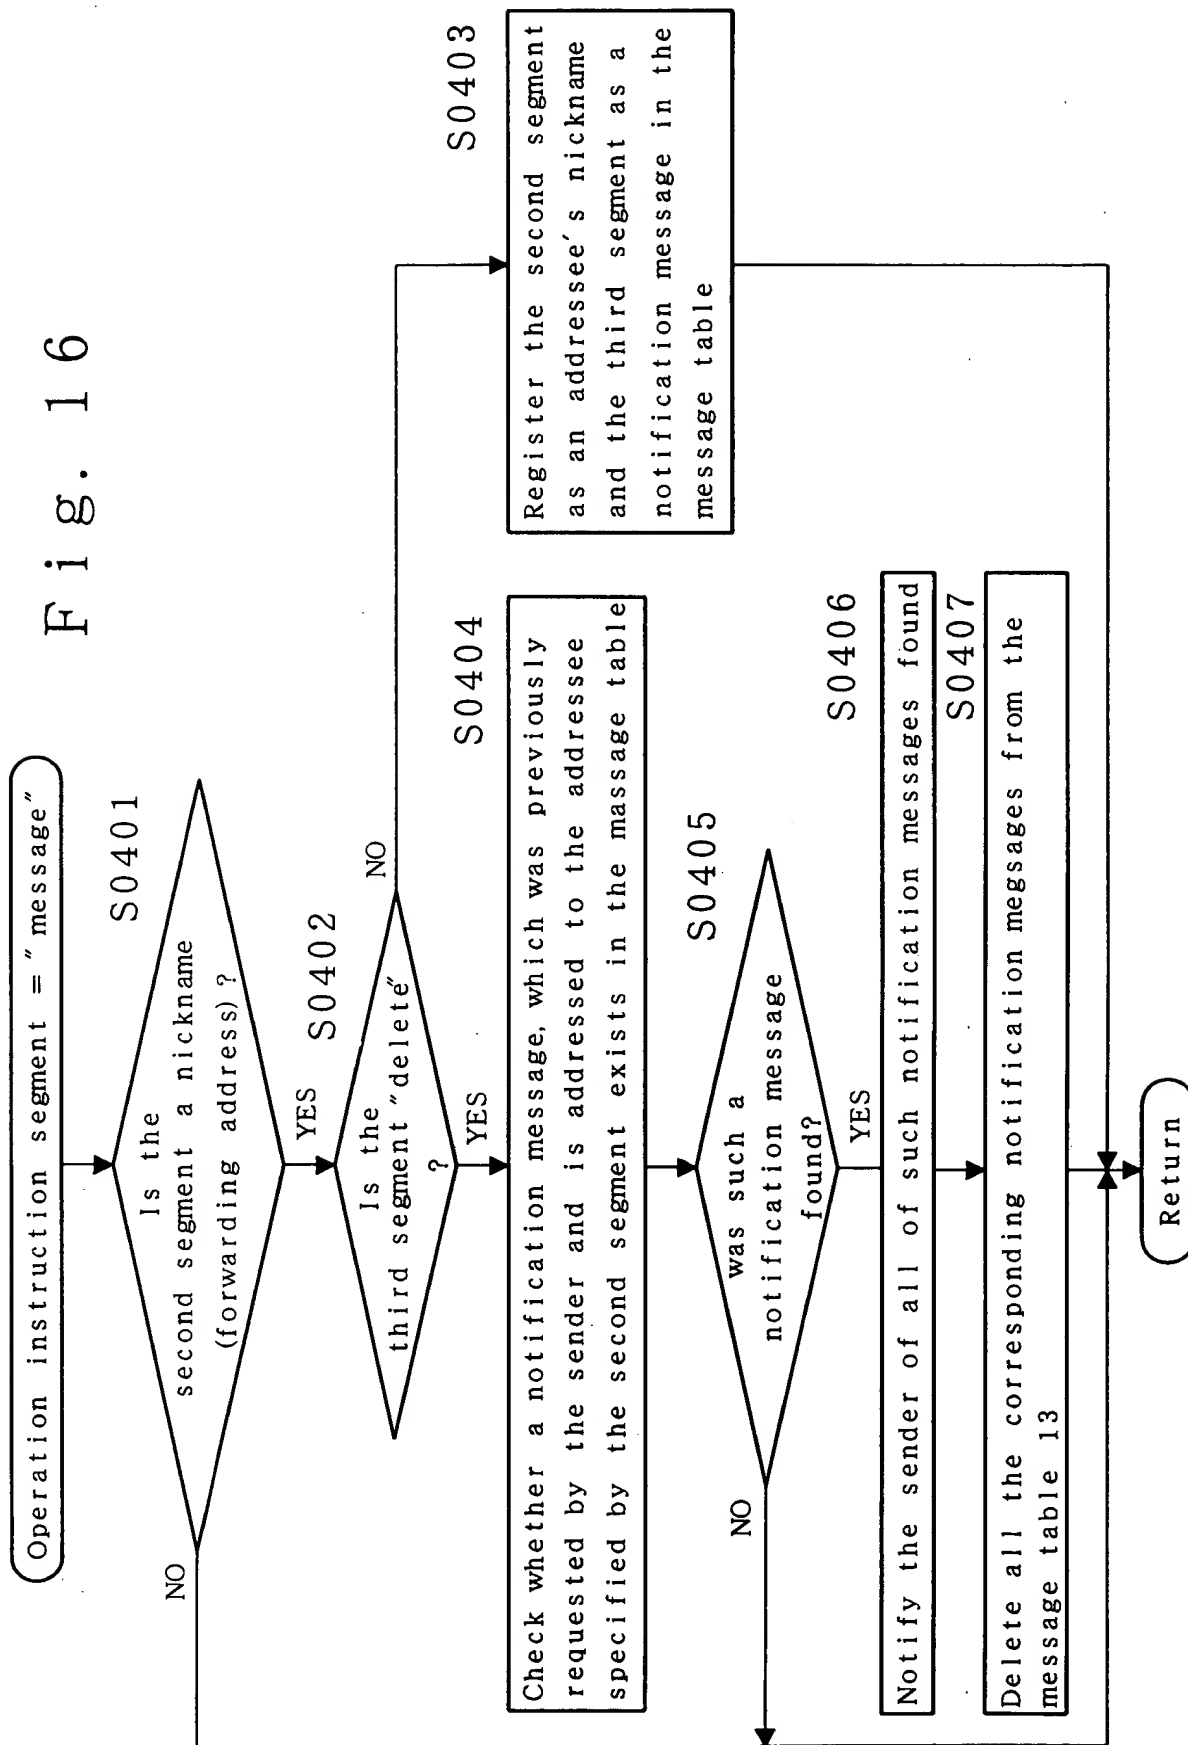 Fig. 16
Operation instruction segment ="message"
S0401
Is the
second segment a nickname
(forwarding address)?
NO
YES
S0402
Is the
third segment "delete"
?
NO
YES
S0403
Register the second segment
as an addressee's nickname
and the third segment as a
notification message in the
message table
S0404
Check whether a notification message, which was previously
requested by the sender and is addressed to the addressee
specified by the second segment exists in the massage table
S0405
was such a
notification message
found?
NO
YES
S0406
Notify the sender of all of such notification messages found
S0407
Delete all the corresponding notification megsages from the
message table 13
Return